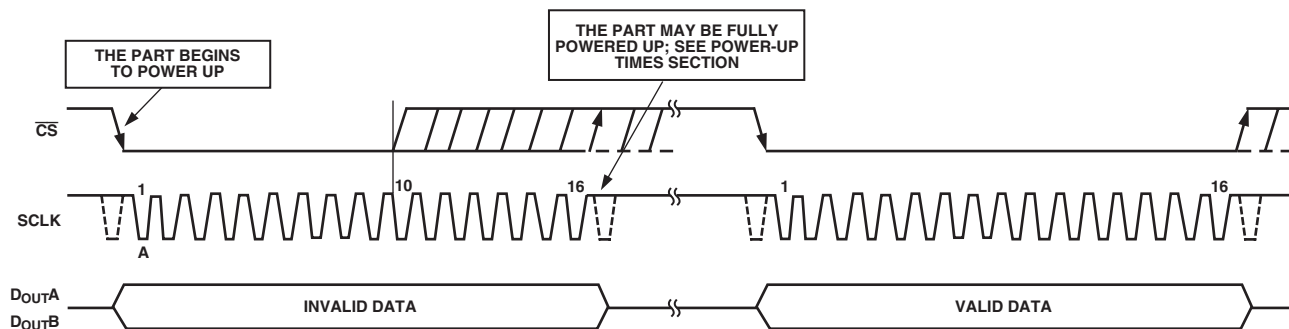 THE PART BEGINS
TO POWER UP
THE PART MAY BE FULLY
POWERED UP; SEE POWER-UP
TIMES SECTION
CS
1
10
16
1
16
SCLK
A
DOUTA
DOUTB
INVALID DATA
VALID DATA